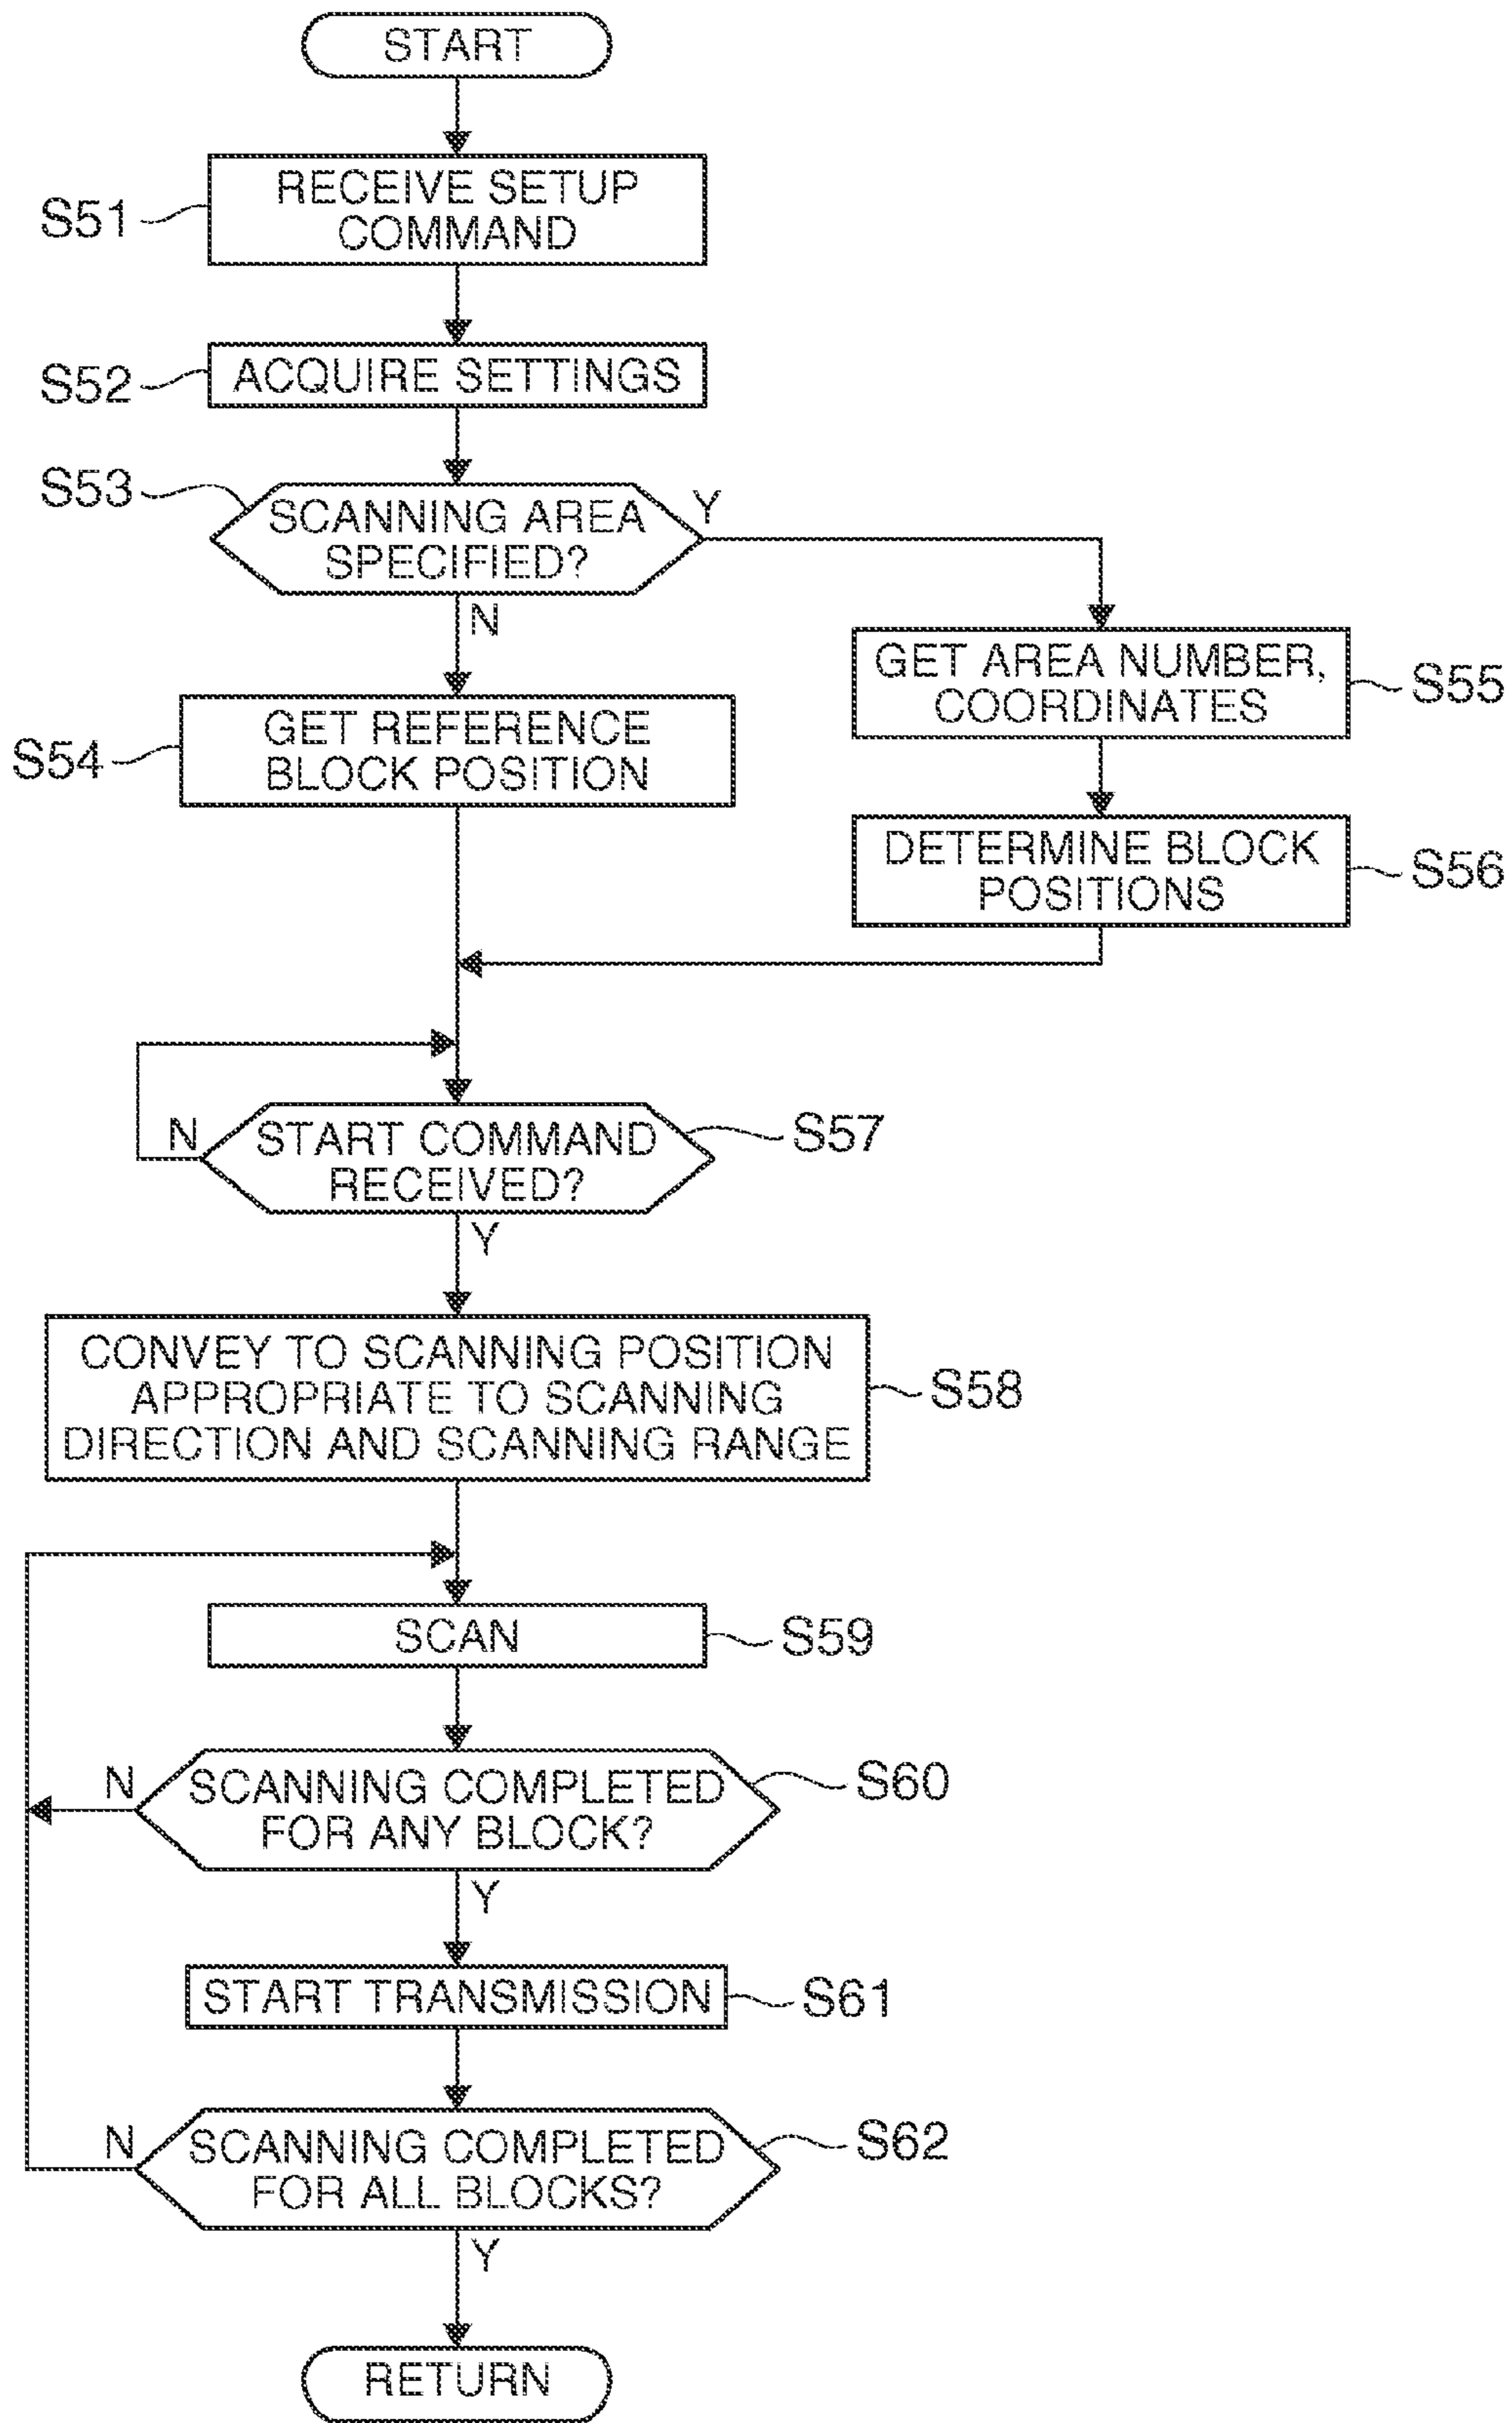 START
S51
RECEIVE SETUP
COMMAND
S52
ACQUIRE SETTINGS
S53
SCANNING AREA
SPECIFIED?
Y
N
GET AREA NUMBER,
COORDINATES
S55
S54
GET REFERENCE
BLOCK POSITION
DETERMINE BLOCK
POSITIONS
S56
N
START COMMAND
RECEIVED?
S57
Y
CONVEY TO SCANNING POSITION
APPROPRIATE TO SCANNING
DIRECTION AND SCANNING RANGE
S58
SCAN
S59
N
SCANNING COMPLETED
FOR ANY BLOCK?
S60
Y
START TRANSMISSION
S61
N
SCANNING COMPLETED
FOR ALL BLOCKS?
S62
Y
RETURN